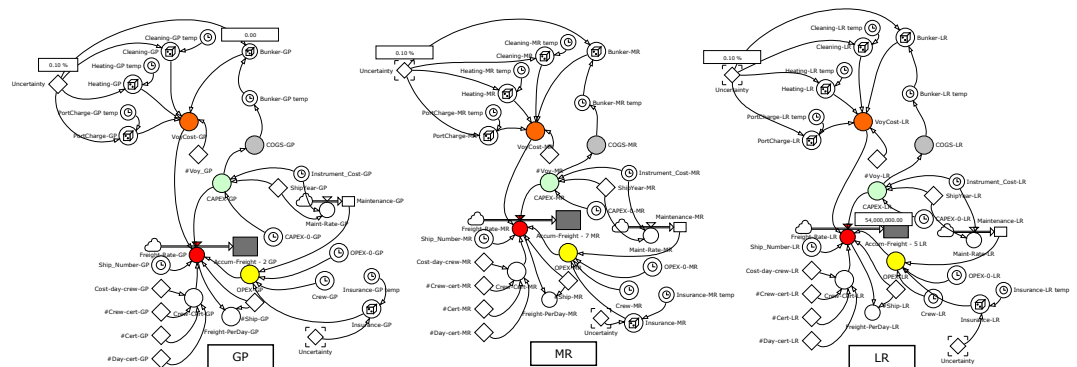 0.00
Cleaning-GP temp
Cleaning-GP
Bunker-GP
0.10 %
Heating-GP temp
Uncertainty
Heating-GP
Bunker-GP temp
PortCharge-GP temp
PortCharge-GP
VoyCost-GP
COGS-GP
#Voy_GP
Instrument_Cost-GP
ShipYear-GP
CAPEX-GP
Maintenance-GP
Maint-Rate-GP
CAPEX-0-GP
Freight-Rate-GP
Ship_Number-GP
Accum-Freight - 2 GP
OPEX-0-GP
OPEX-GP
Cost-day-crew-GP
Crew-GP
Insurance-GP temp
Crew-Cert-GP
#Ship-GP
#Crew-cert-GP
Freight-PerDay-GP
Insurance-GP
#Cert-GP
Uncertainty
#Day-cert-GP
GP
Cleaning-MR temp
0.10 %
Cleaning-MR
Bunker-MR
Uncertainty
Heating-MR temp
Heating-MR
Bunker-MR temp
PortCharge-MR temp
PortCharge-MR
VoyCost-MR
COGS-MR
#Voy-MR
Instrument_Cost-MR
ShipYear-MR
CAPEX-MR
CAPEX-0-MR
Maintenance-MR
Freight-Rate-MR
Accum-Freight - 7 MR
Ship_Number-MR
Maint-Rate-MR
OPEX-MR
OPEX-0-MR
Cost-day-crew-MR
Crew-Cert-MR
#Ship-MR
#Crew-cert-MR
Crew-MR
Insurance-MR temp
Freight-PerDay-MR
#Cert-MR
Uncertainty
Insurance-MR
#Day-cert-MR
MR
Cleaning-LR temp
Cleaning-LR
Bunker-LR
0.10 %
Uncertainty
Heating-LR temp
Heating-LR
Bunker-LR temp
PortCharge-LR temp
PortCharge-LR
VoyCost-LR
COGS-LR
#Voy-LR
Instrument_Cost-LR
ShipYear-LR
CAPEX-LR
54,000,000.00
CAPEX-0-LR
Maintenance-LR
Freight-Rate-LR
Accum-Freight - 5 LR
Ship_Number-LR
Maint-Rate-LR
OPEX-LR
OPEX-0-LR
Cost-day-crew-LR
Crew-Cert-LR
#Ship-LR
Crew-LR
Insurance-LR temp
#Crew-cert-LR
Insurance-LR
Freight-PerDay-LR
#Cert-LR
#Day-cert-LR
Uncertainty
LR